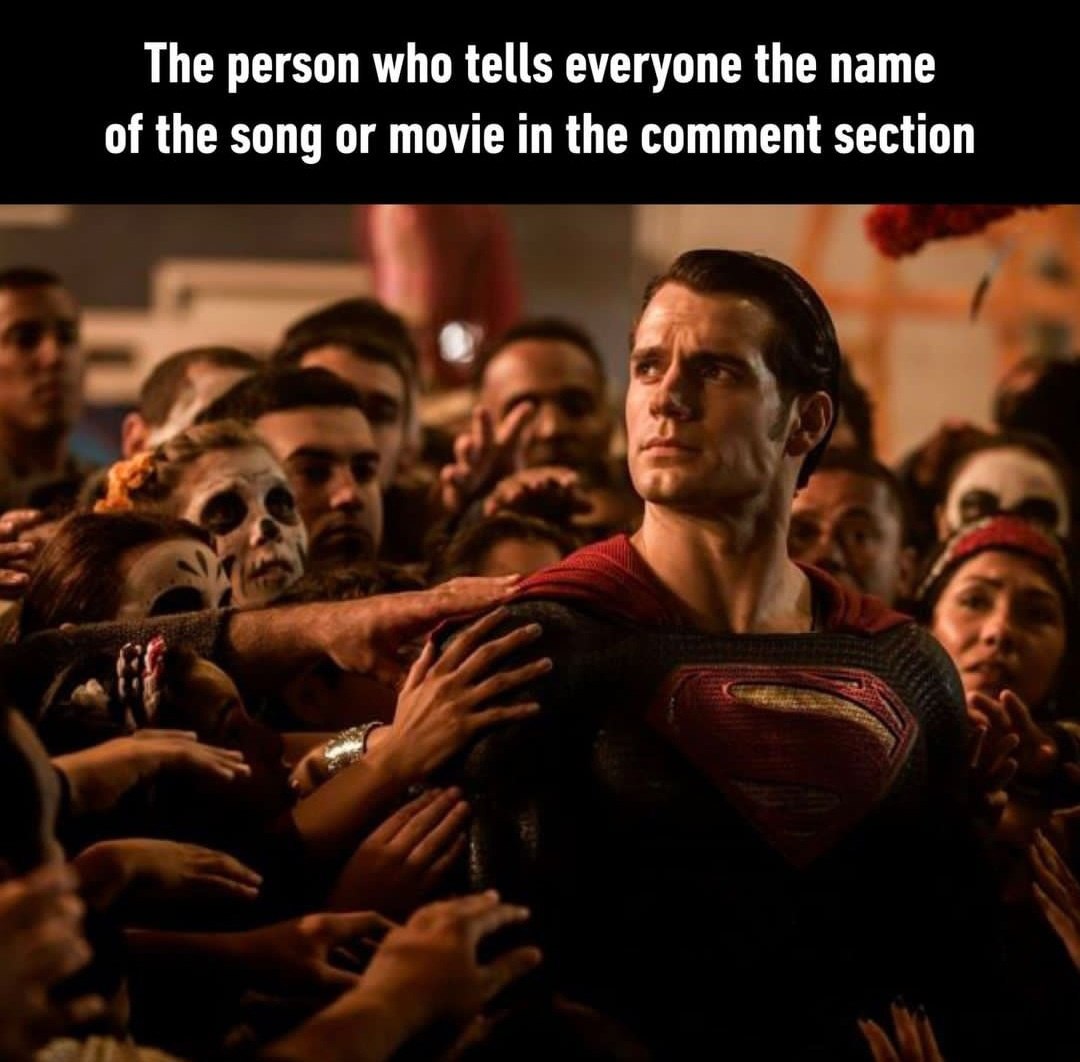 The person who tells everyone the name
of the song or movie in the comment section